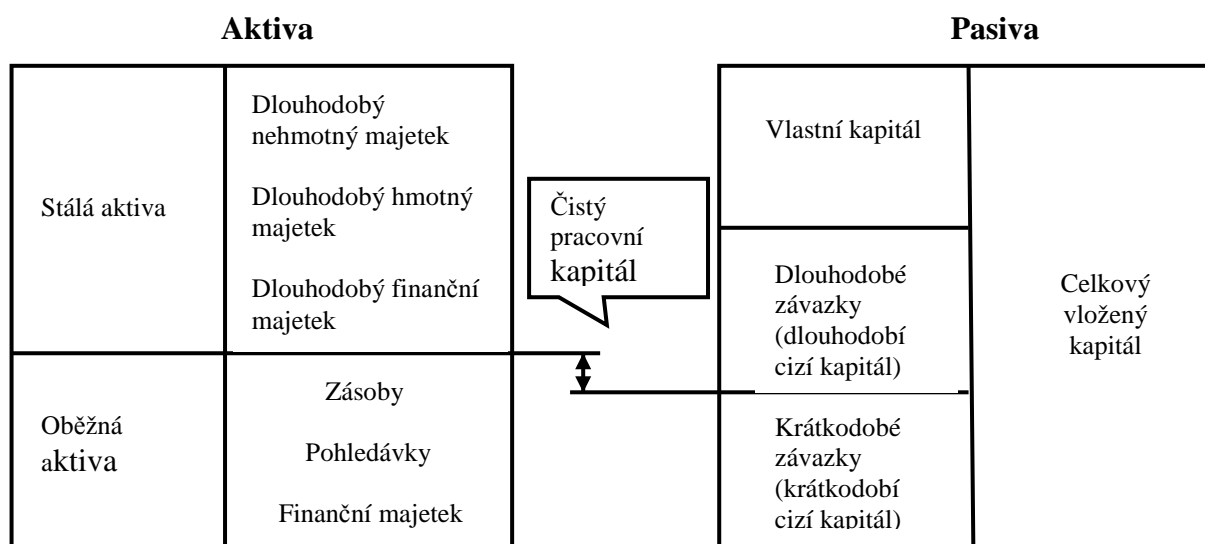 Aktiva
Pasiva
Stálá aktiva
Dlouhodobý
nehmotný majetek
Dlouhodobý hmotný
majetek
Dlouhodobý finanční
majetek
Oběžná
aktiva
Zásoby
Pohledávky
Finanční majetek
Čistý
pracovní
kapitál
Vlastní kapitál
Dlouhodobé
závazky
(dlouhodobí
cizí kapitál)
Krátkodobé
závazky
(krátkodobí
cizí kapitál)
Celkový
vložený
kapitál